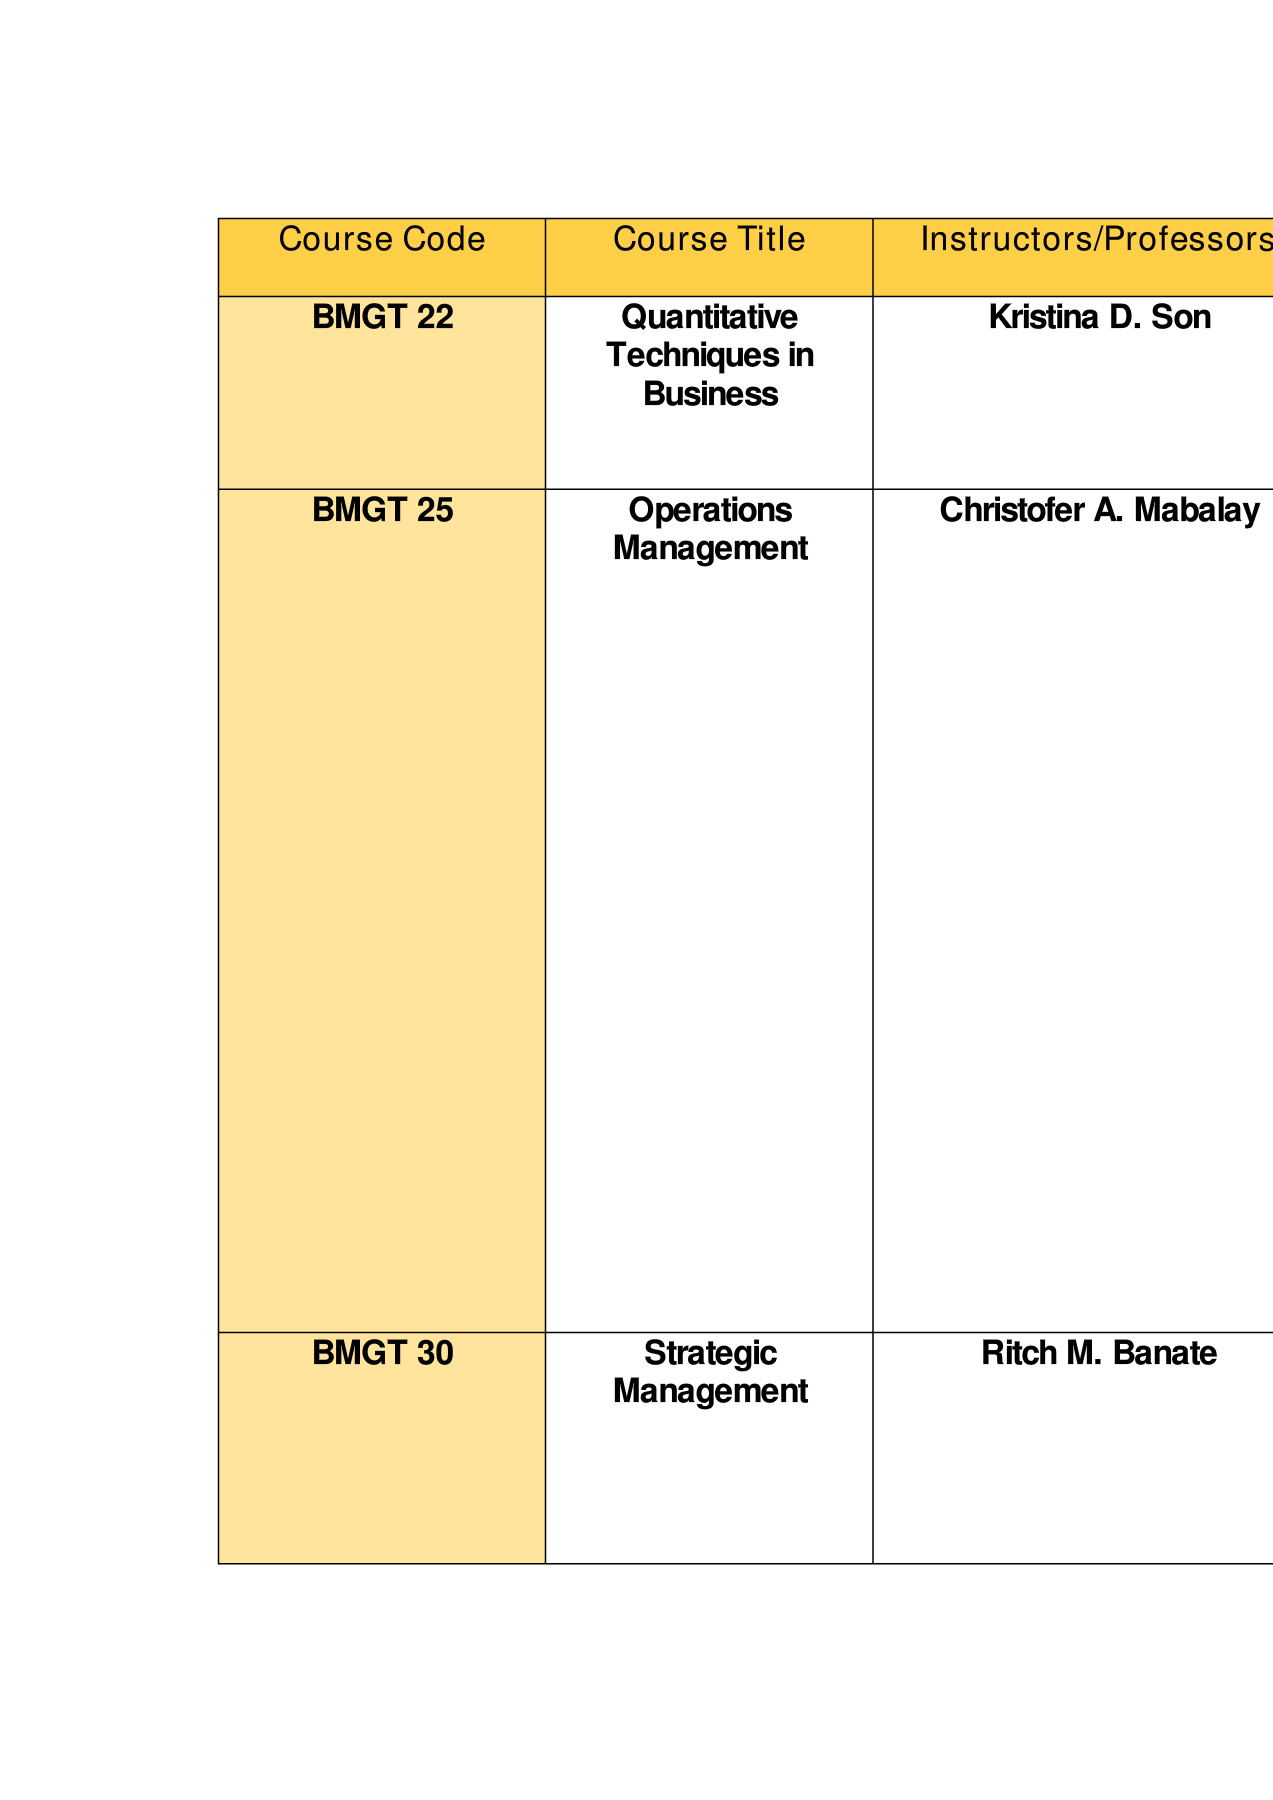 Course Code Course Title Instructors/Professors
BMGT 22 Quantitative Kristina D. Son
Techniques in
Business
BMGT 25 Operations Christofer A. Mabalay
Management
BMGT 30 Strategic Ritch M. Banate
Management